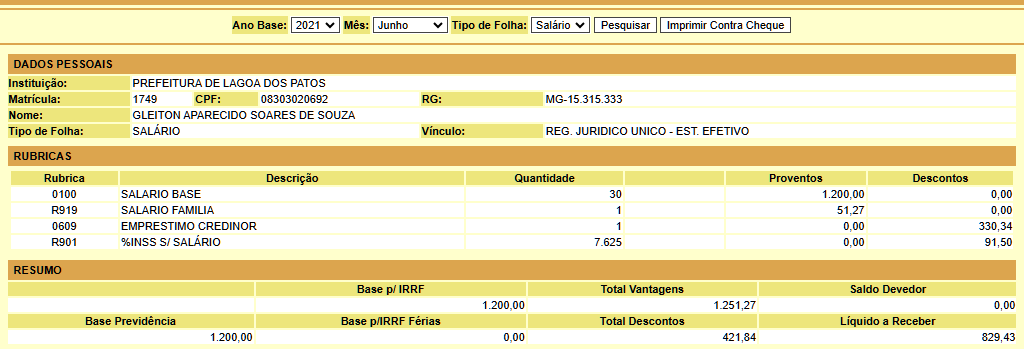 Ano Base: 2021 Mês: Junho Tipo de Folha: Salário Pesquisar Imprimir Contra Cheque
DADOS PESSOAIS
Instituição: PREFEITURA DE LAGOA DOS PATOS
Matrícula: 1749 CPF: 08303020692 RG: MG-15.315.333
Nome: GLEITON APARECIDO SOARES DE SOUZA
Tipo de Folha: SALÁRIO Vínculo: REG. JURIDICO UNICO - EST. EFETIVO
RUBRICAS
Rubrica Descrição Quantidade Proventos Descontos
0100 SALARIO BASE 30 1.200,00 0,00
R919 SALARIO FAMILIA 1 51,27 0,00
0609 EMPRESTIMO CREDINOR 1 0,00 330,34
R901 %INSS S/ SALÁRIO 7.625 0,00 91,50
RESUMO
Base p/ IRRF Total Vantagens Saldo Devedor
1.200,00 1.251,27 0,00
Base Previdência Base p/IRRF Férias Total Descontos Líquido a Receber
1.200,00 0,00 421,84 829,43